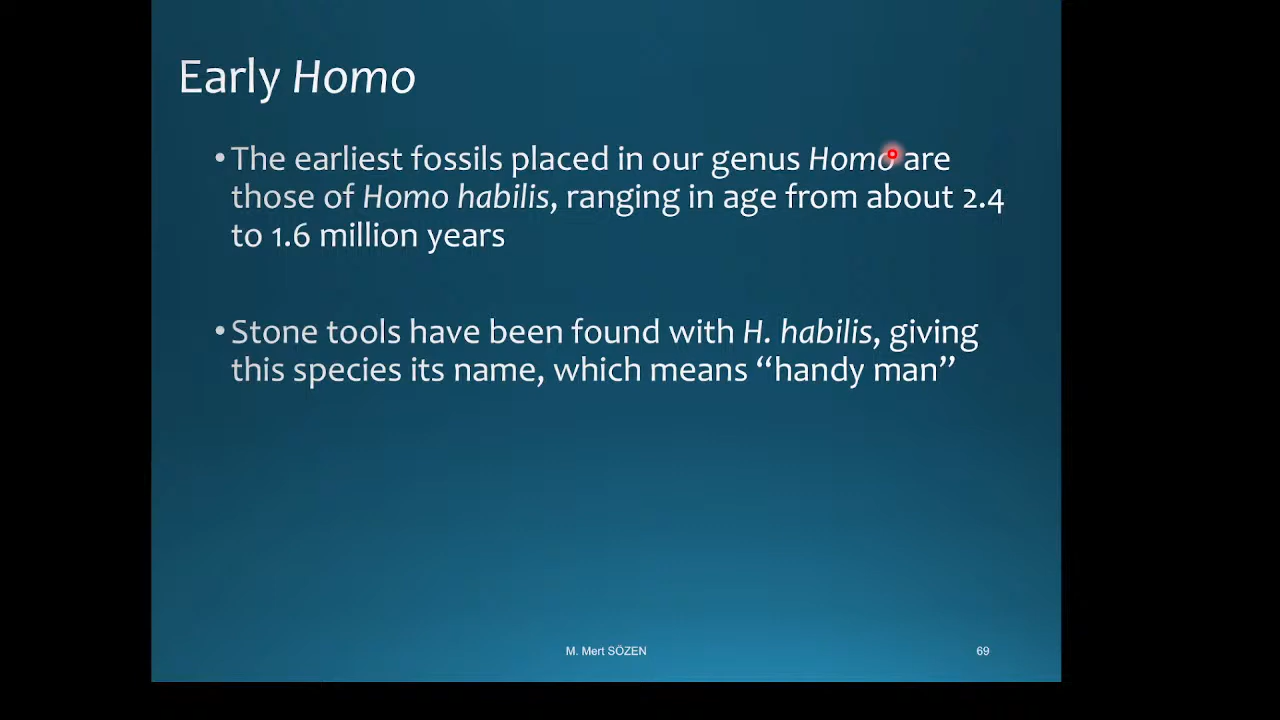 Early Homo
•The earliest fossils placed in our genus Homo are
those of Homo habilis, ranging in age from about 2.4
to 1.6 million years
•Stone tools have been found with H. habilis, giving
this species its name, which means “handy man”
M. Mert SÖZEN
69